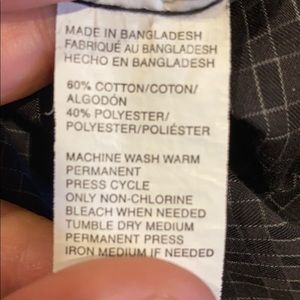 MADE IN BANGLADESH
FABRIQUÉ AU BANGLADESH
HECHO EN BANGLADESH
60% COTTON/COTON/
ALGODÓN
40% POLYESTER/
POLYESTER/POLIÉSTER
MACHINE WASH WARM
PERMANENT
PRESS CYCLE
ONLY NON-CHLORINE
BLEACH WHEN NEEDED
TUMBLE DRY MEDIUM
PERMANENT PRESS
IRON MEDIUM IF NEEDED